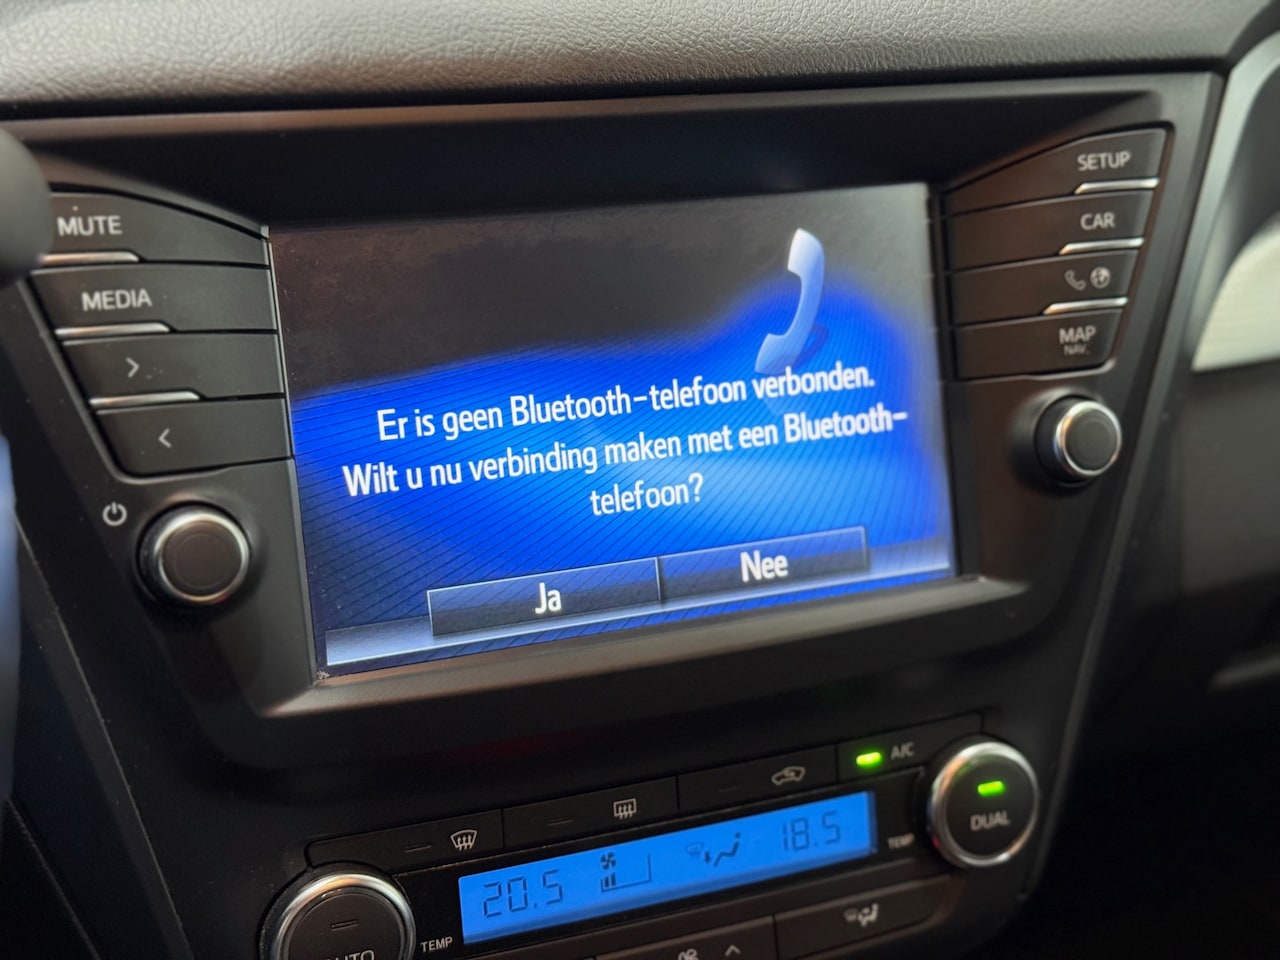 MUTE
MEDIA
SETUP
CAR
MAP
NAV
Er is geen Bluetooth-telefoon verbonden.
Wilt u nu verbinding maken met een Bluetooth-
telefoon?
Ja
Nee
A/C
DUAL
20.5
18.5
TEMP
TEMP